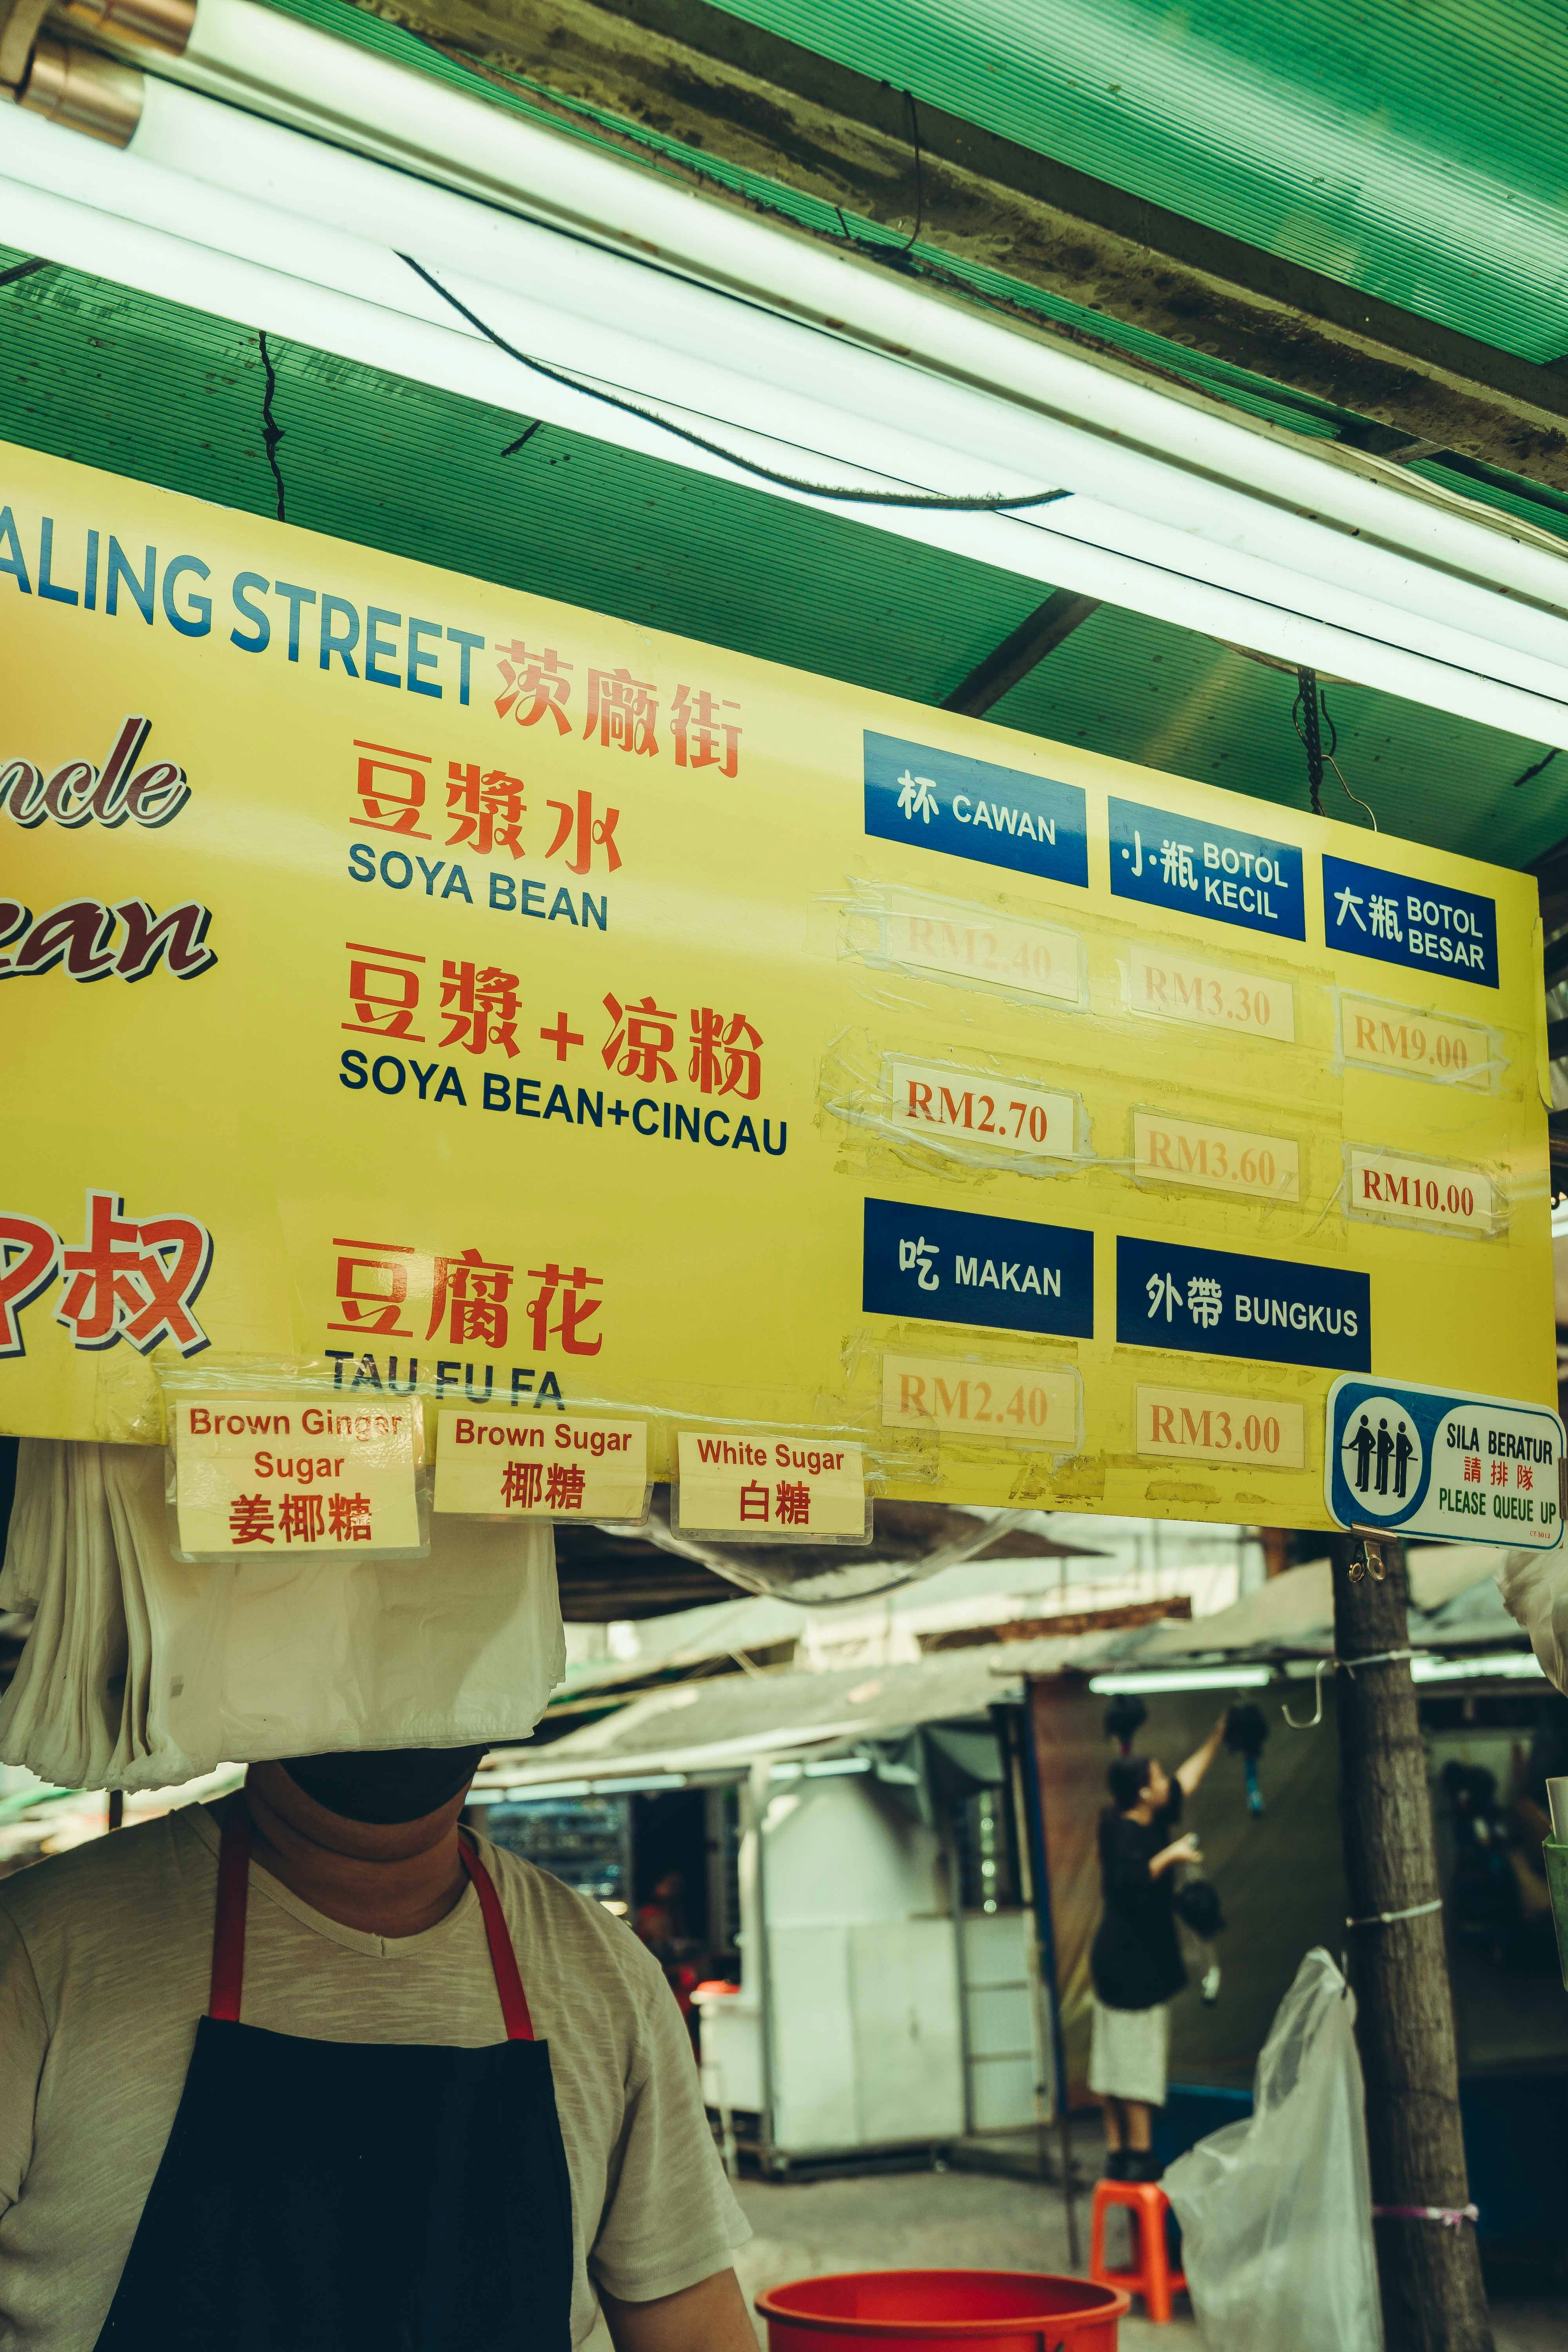 ALING STREET 茨廠街
ncle
ean
叔
豆漿水
SOYA BEAN
豆漿+凉粉
SOYA BEAN+CINCAU
杯 CAWAN
小瓶 BOTOL KECIL
大瓶 BOTOL BESAR
RM2.40 RM3.30 RM9.00
RM2.70 RM3.60 RM10.00
豆腐花
TAU FU FA
吃 MAKAN
外帶 BUNGKUS
RM2.40 RM3.00
Brown Ginger
Sugar
姜椰糖
Brown Sugar
椰糖
White Sugar
白糖
SILA BERATUR
請排隊
PLEASE QUEUE UP